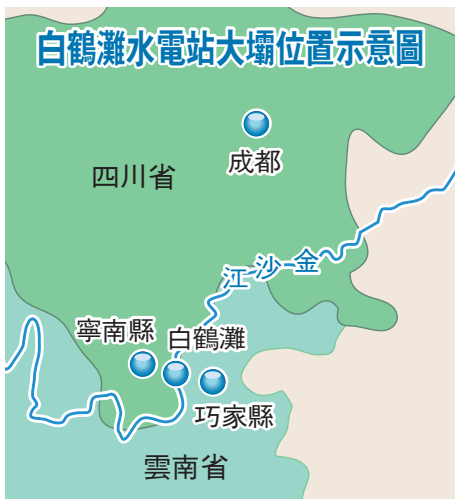 白鶴灘水電站大壩位置示意圖
成都
四川省
江沙金
寧南縣
白鶴灘
巧家縣
雲南省